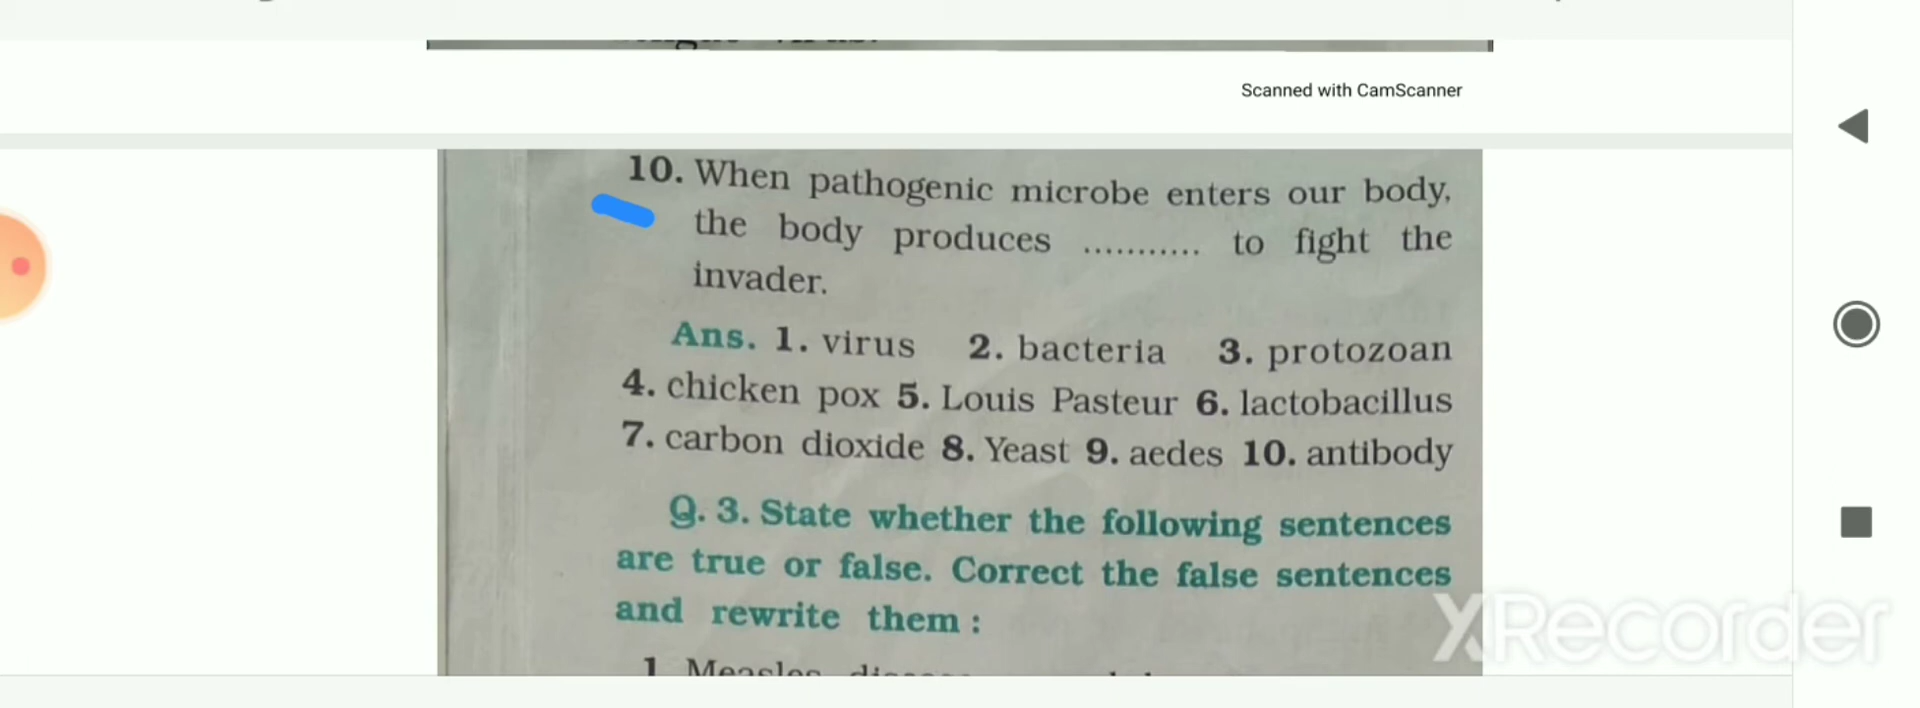 Scanned with CamScanner
10. When pathogenic microbe enters our body,
the body produces ........... to fight the
invader.
Ans. 1. virus 2. bacteria 3. protozoan
4. chicken pox 5. Louis Pasteur 6. lactobacillus
7. carbon dioxide 8. Yeast 9. aedes 10. antibody
Q. 3. State whether the following sentences
are true or false. Correct the false sentences
and rewrite them :
1 Measles
XRecorder